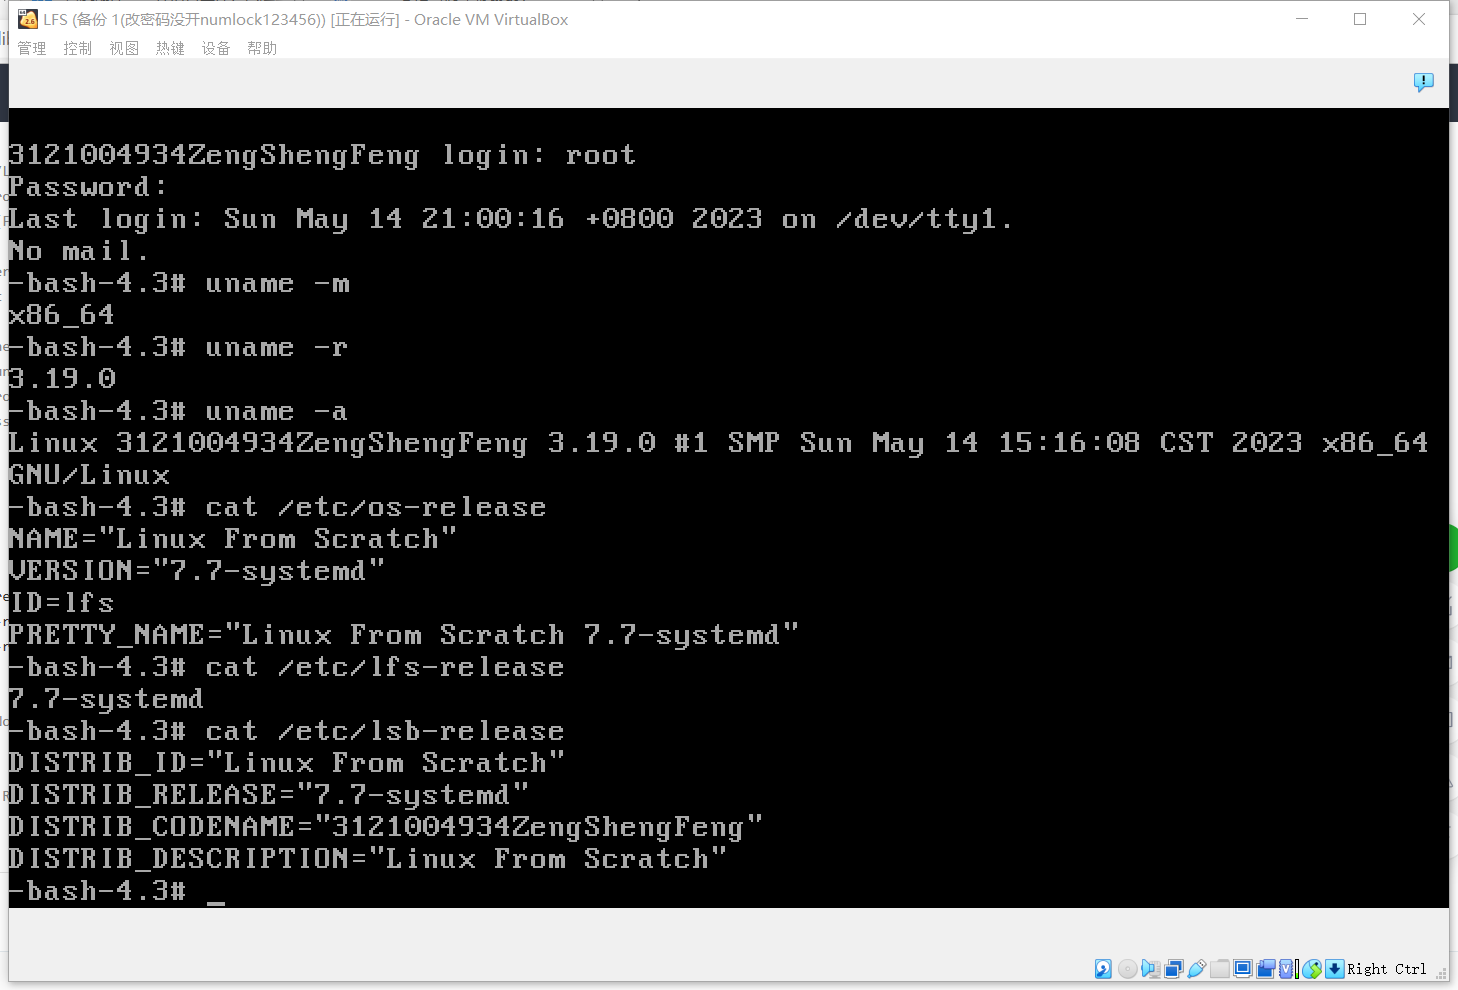 LFS (备份 1(改密码没开numlock123456)) [正在运行] - Oracle VM VirtualBox
管理 控制 视图 热键 设备 帮助
3121004934ZengShengFeng login: root
Password:
Last login: Sun May 14 21:00:16 +0800 2023 on /dev/tty1.
No mail.
-bash-4.3# uname -m
x86_64
-bash-4.3# uname -r
3.19.0
-bash-4.3# uname -a
Linux 3121004934ZengShengFeng 3.19.0 #1 SMP Sun May 14 15:16:08 CST 2023 x86_64
GNU/Linux
-bash-4.3# cat /etc/os-release
NAME="Linux From Scratch"
VERSION="7.7-systemd"
ID=lfs
PRETTY_NAME="Linux From Scratch 7.7-systemd"
-bash-4.3# cat /etc/lfs-release
7.7-systemd
-bash-4.3# cat /etc/lsb-release
DISTRIB_ID="Linux From Scratch"
DISTRIB_RELEASE="7.7-systemd"
DISTRIB_CODENAME="3121004934ZengShengFeng"
DISTRIB_DESCRIPTION="Linux From Scratch"
-bash-4.3# _
Right Ctrl